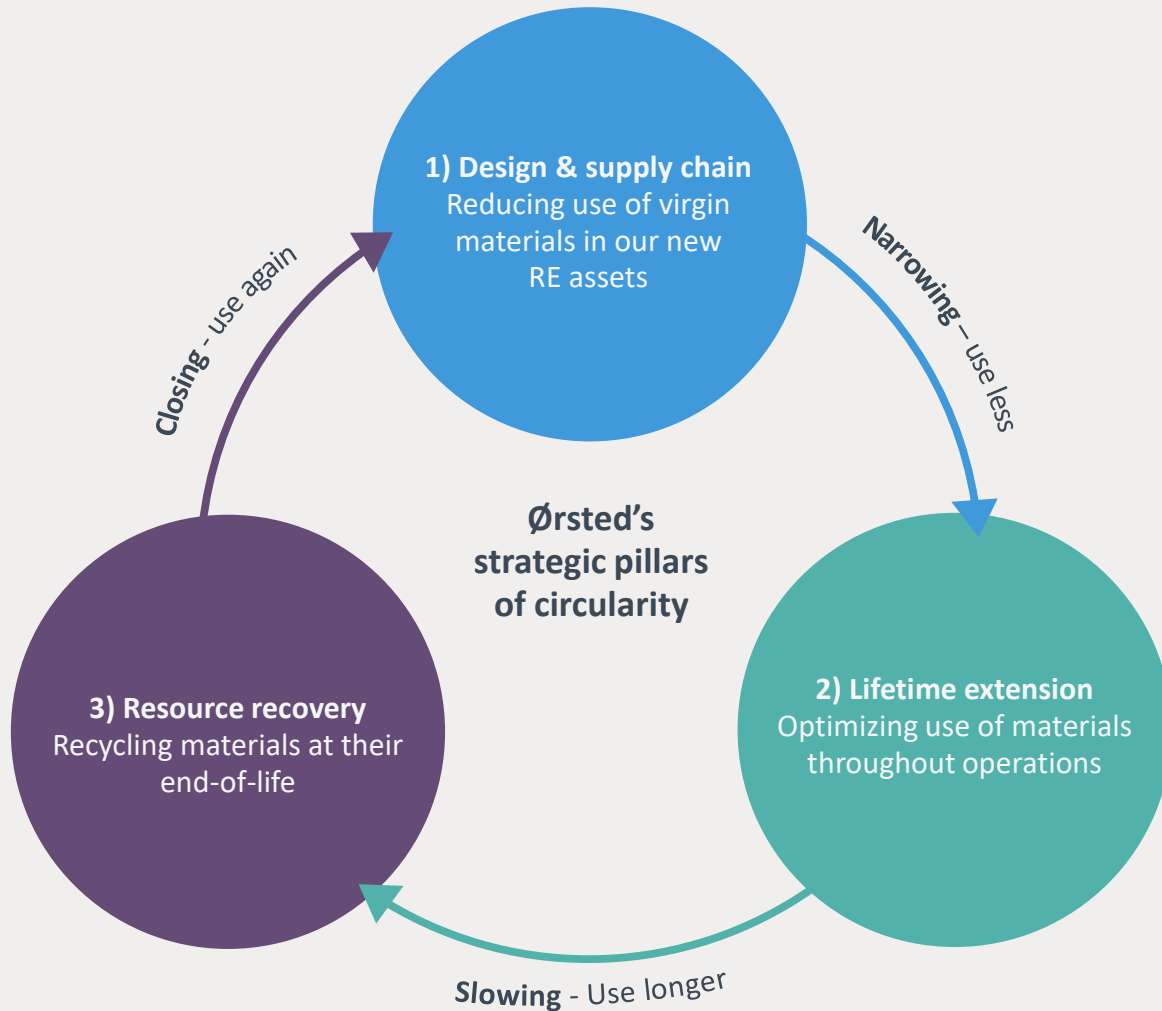 1) Design & supply chain
Reducing use of virgin
materials in our new
RE assets
Narrowing – use less
Closing - use again
Ørsted’s
strategic pillars
of circularity
2) Lifetime extension
Optimizing use of materials
throughout operations
3) Resource recovery
Recycling materials at their
end-of-life
Slowing - Use longer